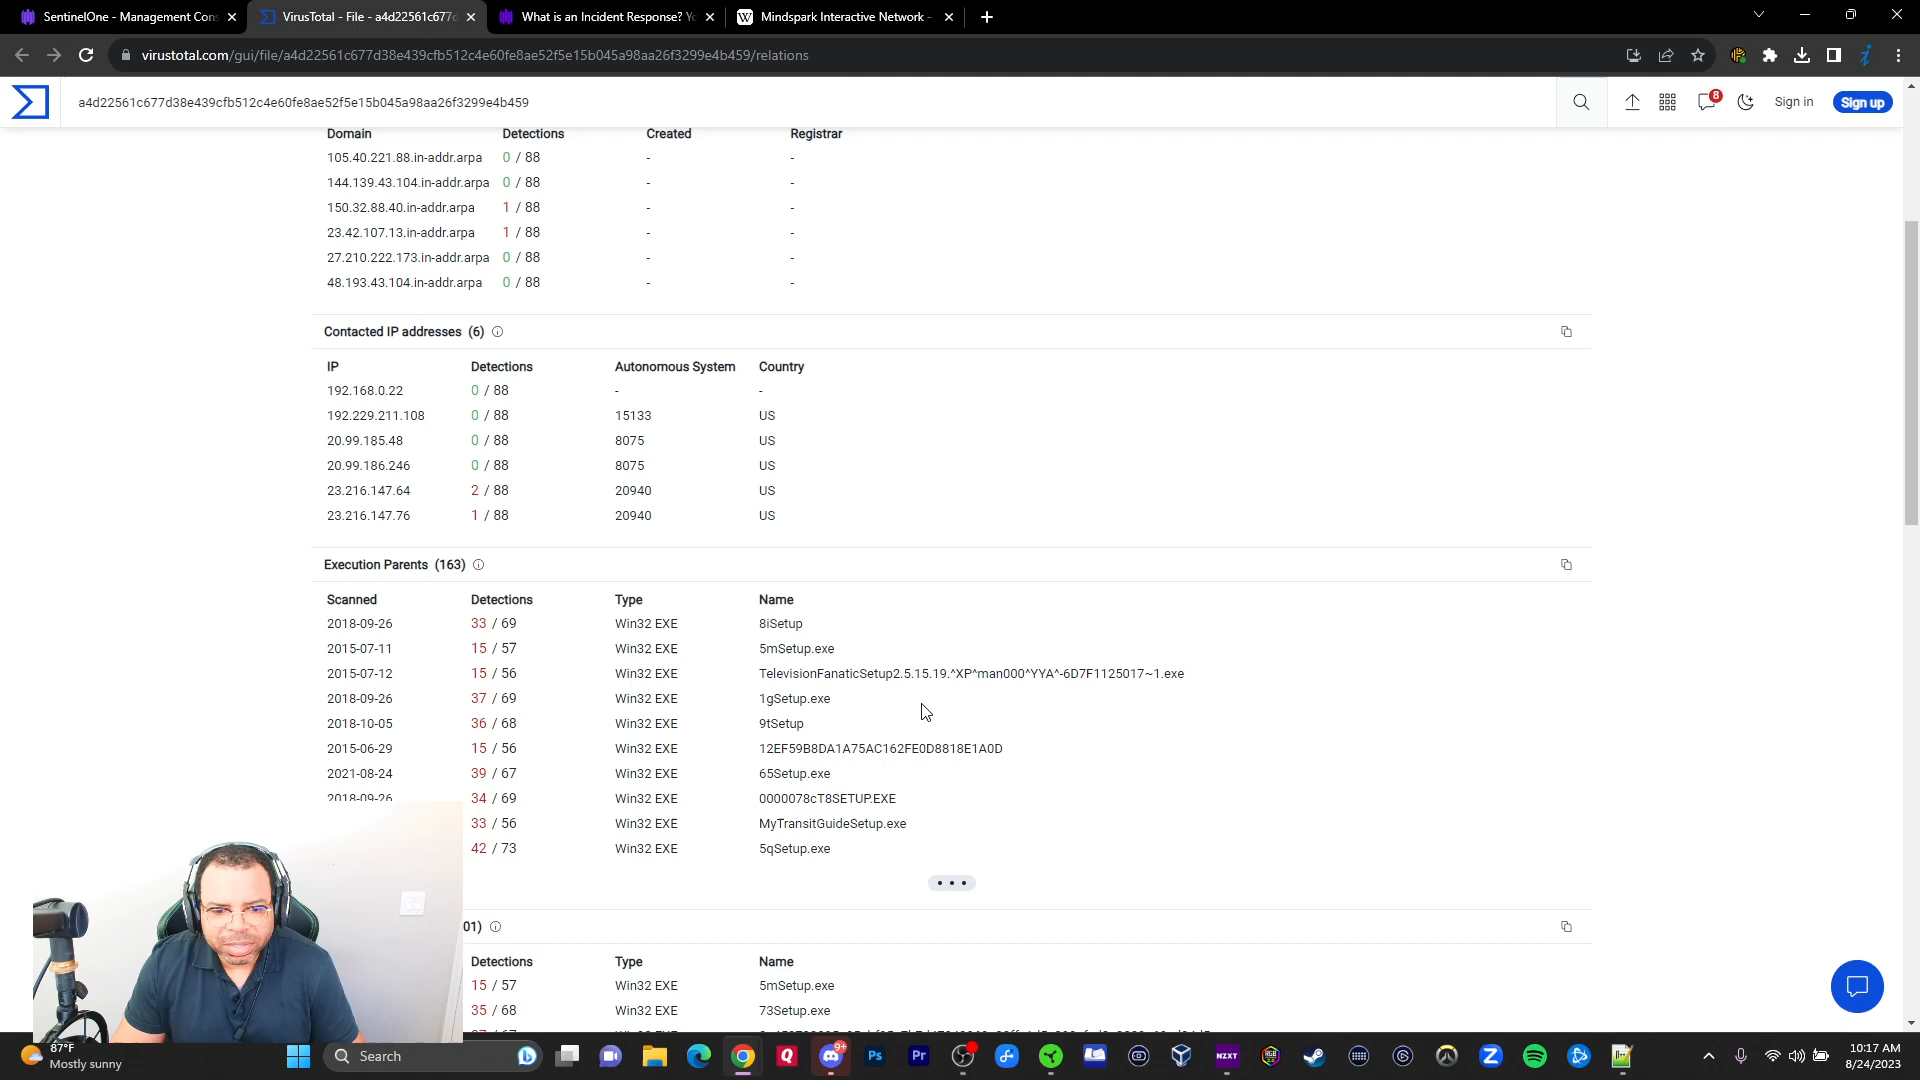 SentinelOne - Management Cons
VirusTotal - File - a4d22561c677d
What is an Incident Response? Yo
Mindspark Interactive Network -
virustotal.com/gui/file/a4d22561c677d38e439cfb512c4e60fe8ae52f5e15b045a98aa26f3299e4b459/relations
a4d22561c677d38e439cfb512c4e60fe8ae52f5e15b045a98aa26f3299e4b459
8
Sign in
Sign up
Domain Detections Created Registrar
105.40.221.88.in-addr.arpa 0 / 88 - -
144.139.43.104.in-addr.arpa 0 / 88 - -
150.32.88.40.in-addr.arpa 1 / 88 - -
23.42.107.13.in-addr.arpa 1 / 88 - -
27.210.222.173.in-addr.arpa 0 / 88 - -
48.193.43.104.in-addr.arpa 0 / 88 - -
Contacted IP addresses (6)
IP Detections Autonomous System Country
192.168.0.22 0 / 88 - -
192.229.211.108 0 / 88 15133 US
20.99.185.48 0 / 88 8075 US
20.99.186.246 0 / 88 8075 US
23.216.147.64 2 / 88 20940 US
23.216.147.76 1 / 88 20940 US
Execution Parents (163)
Scanned Detections Type Name
2018-09-26 33 / 69 Win32 EXE 8iSetup
2015-07-11 15 / 57 Win32 EXE 5mSetup.exe
2015-07-12 15 / 56 Win32 EXE TelevisionFanaticSetup2.5.15.19.^XP^man000^YYA^-6D7F1125017~1.exe
2018-09-26 37 / 69 Win32 EXE 1gSetup.exe
2018-10-05 36 / 68 Win32 EXE 9tSetup
2015-06-29 15 / 56 Win32 EXE 12EF59B8DA1A75AC162FE0D8818E1A0D
2021-08-24 39 / 67 Win32 EXE 65Setup.exe
2018-09-26 34 / 69 Win32 EXE 0000078cT8SETUP.EXE
33 / 56 Win32 EXE MyTransitGuideSetup.exe
42 / 73 Win32 EXE 5qSetup.exe
01)
Detections Type Name
15 / 57 Win32 EXE 5mSetup.exe
35 / 68 Win32 EXE 73Setup.exe
87°F
Mostly sunny
Search
9+
Ps
Pr
NZXT
10:17 AM
8/24/2023